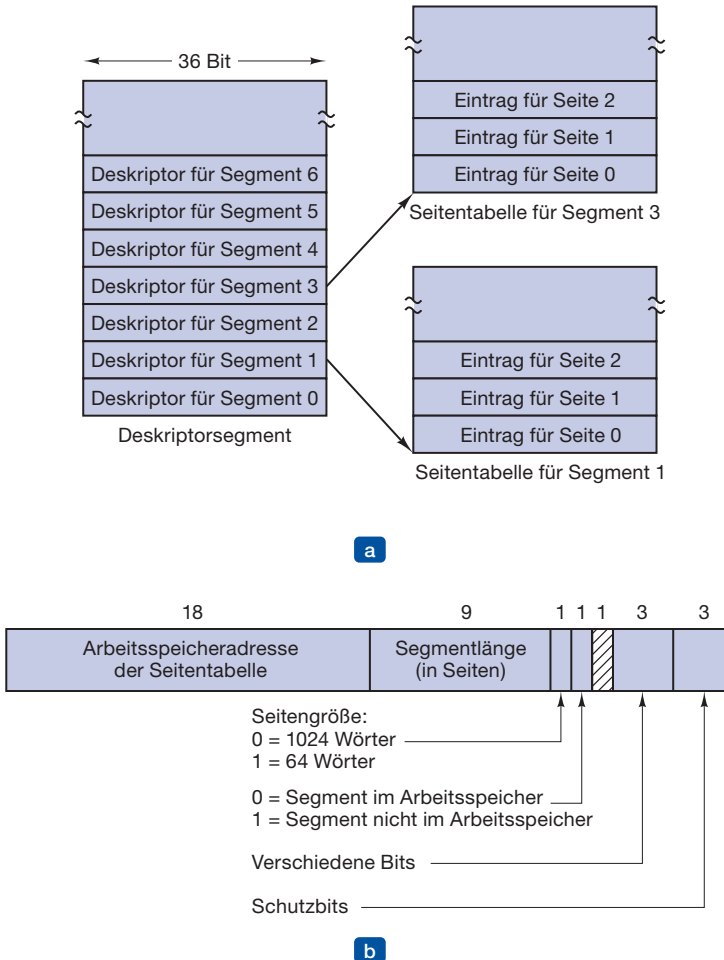 36 Bit
Deskriptor für Segment 6
Deskriptor für Segment 5
Deskriptor für Segment 4
Deskriptor für Segment 3
Deskriptor für Segment 2
Deskriptor für Segment 1
Deskriptor für Segment 0
Deskriptorsegment
Eintrag für Seite 2
Eintrag für Seite 1
Eintrag für Seite 0
Seitentabelle für Segment 3
Eintrag für Seite 2
Eintrag für Seite 1
Eintrag für Seite 0
Seitentabelle für Segment 1
a
18 9 1 1 1 3 3
Arbeitsspeicheradresse
der Seitentabelle
Segmentlänge
(in Seiten)
Seitengröße:
0 = 1024 Wörter
1 = 64 Wörter
0 = Segment im Arbeitsspeicher
1 = Segment nicht im Arbeitsspeicher
Verschiedene Bits
Schutzbits
b